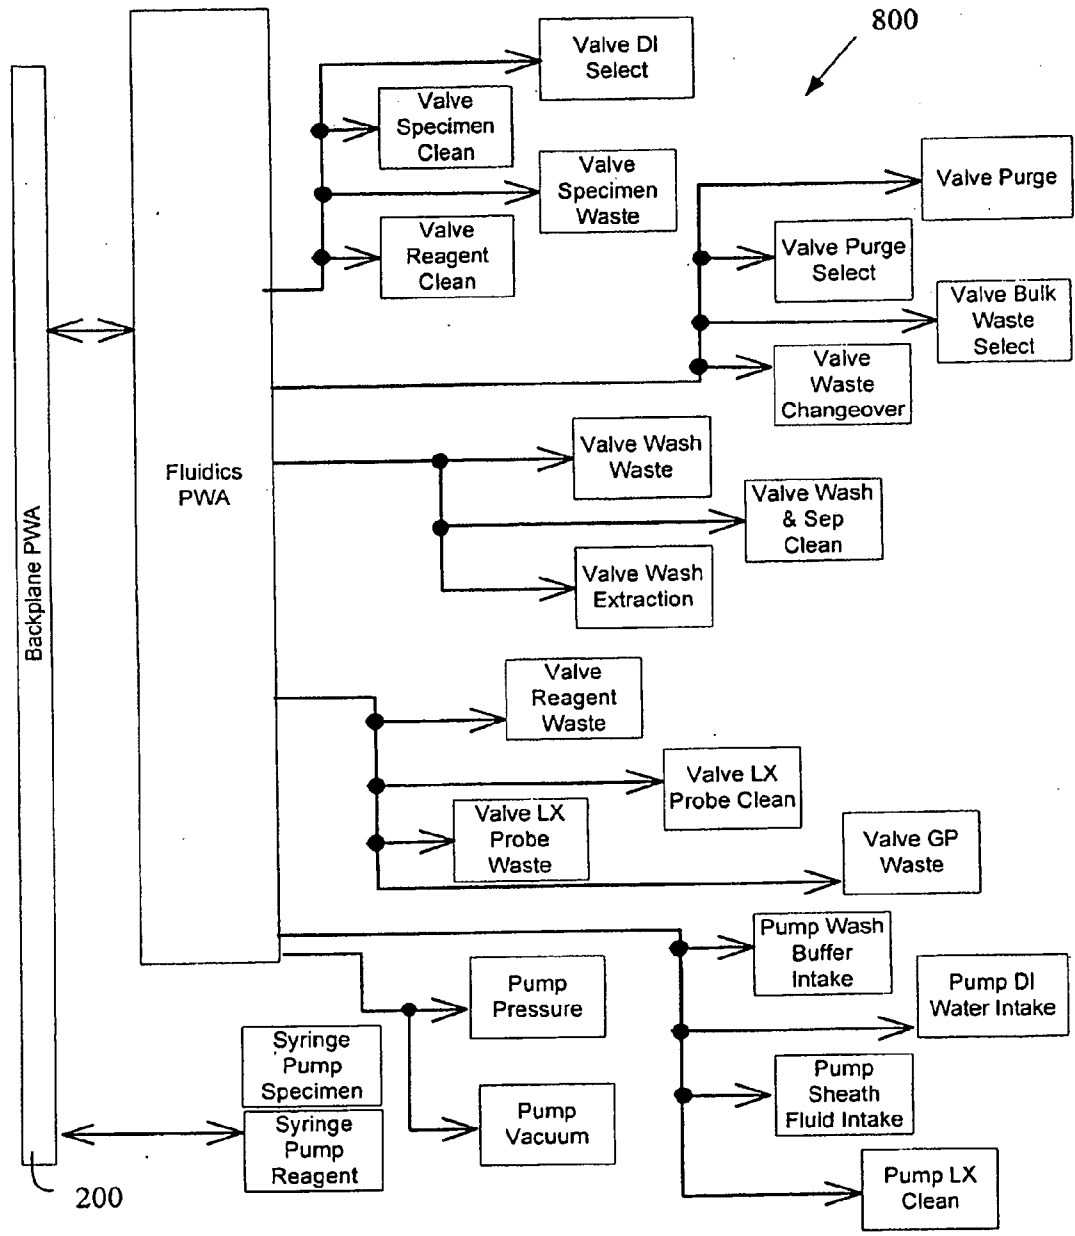 800
Valve DI
Select
Valve
Specimen
Clean
Valve
Specimen
Waste
Valve Purge
Valve
Reagent
Clean
Valve Purge
Select
Valve Bulk
Waste
Select
Valve
Waste
Changeover
Fluidics
PWA
Backplane PWA
Valve Wash
Waste
Valve Wash
& Sep
Clean
Valve Wash
Extraction
Valve
Reagent
Waste
Valve LX
Probe Clean
Valve LX
Probe
Waste
Valve GP
Waste
Pump Wash
Buffer
Intake
Pump
Pressure
Pump DI
Water Intake
Syringe
Pump
Specimen
Pump
Sheath
Fluid Intake
Syringe
Pump
Reagent
Pump
Vacuum
Pump LX
Clean
200